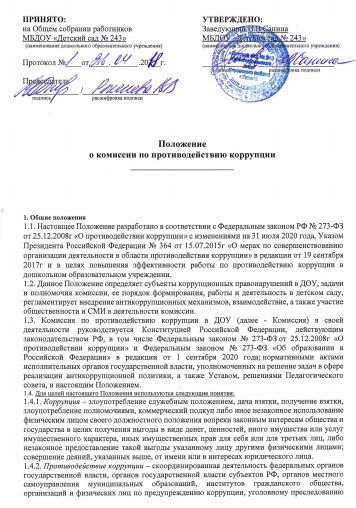 ПРИНЯТО:
на Общем собрании работников
МБДОУ «Детский сад № 243»
(наименование дошкольного образовательного учреждения)
Протокол № от
Председатель
подпись расшифровка подписи
УТВЕРЖДЕНО:
Заведующий
МБДОУ «Детский сад № 243»
(наименование дошкольного образовательного учреждения)
расшифровка подписи
Положение
о комиссии по противодействию коррупции
1. Общие положения
1.1. Настоящее Положение разработано в соответствии с Федеральным законом РФ № 273-ФЗ
от 25.12.2008г «О противодействии коррупции» с изменениями на 31 июля 2020 года, Указом
Президента Российской Федерации № 364 от 15.07.2015г «О мерах по совершенствованию
организации деятельности в области противодействия коррупции» в редакции от 19 сентября
2017г и в целях повышения эффективности работы по противодействию коррупции в
дошкольном образовательном учреждении.
1.2. Данное Положение определяет субъекты коррупционных правонарушений в ДОУ, задачи
и полномочия комиссии, ее порядок формирования, работы и деятельность в детском саду,
регламентирует внедрение антикоррупционных механизмов, взаимодействие, а также участие
общественности и СМИ в деятельности комиссии.
1.3. Комиссия по противодействию коррупции в ДОУ (далее - Комиссия) в своей
деятельности руководствуется Конституцией Российской Федерации, действующим
законодательством РФ, в том числе Федеральным законом № 273-ФЗ от 25.12.2008г «О
противодействии коррупции» и Федеральным законом № 273-ФЗ «Об образовании в
Российской Федерации» в редакции от 1 сентября 2020 года; нормативными актами
исполнительных органов государственной власти, уполномоченных на решение задач в сфере
реализации антикоррупционной политики, а также Уставом, решениями Педагогического
совета, и настоящим Положением.
1.4. Для целей настоящего Положения используются следующие понятия:
1.4.1. Коррупция – злоупотребление служебным положением, дача взятки, получение взятки,
злоупотребление полномочиями, коммерческий подкуп либо иное незаконное использование
физическим лицом своего должностного положения вопреки законным интересам общества и
государства в целях получения выгоды в виде денег, ценностей, иного имущества или услуг
имущественного характера, иных имущественных прав для себя или для третьих лиц, либо
незаконное предоставление такой выгоды указанному лицу другими физическими лицами;
совершение деяний, указанных выше, от имени или в интересах юридического лица.
1.4.2. Противодействие коррупции – скоординированная деятельность федеральных органов
государственной власти, органов государственной власти субъектов РФ, органов местного
самоуправления муниципальных образований, институтов гражданского общества,
организаций и физических лиц по предупреждению коррупции, уголовному преследованию